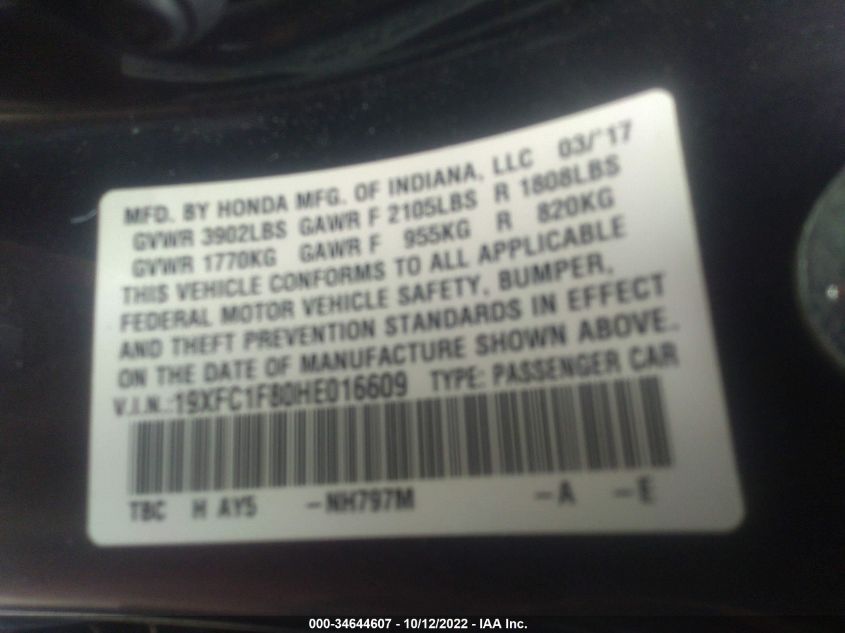 MFD. BY HONDA MFG. OF INDIANA, LLC 03/'17
GVWR 3902LBS GAWR F 2105LBS R 1808LBS
GVWR 1770KG GAWR F 955KG R 820KG
THIS VEHICLE CONFORMS TO ALL APPLICABLE
FEDERAL MOTOR VEHICLE SAFETY, BUMPER,
AND THEFT PREVENTION STANDARDS IN EFFECT
ON THE DATE OF MANUFACTURE SHOWN ABOVE.
V.I.N.:19XFC1F80HE016609 TYPE: PASSENGER CAR
TBC H AY5 -NH797M -A -E
000-34644607 - 10/12/2022 - IAA Inc.